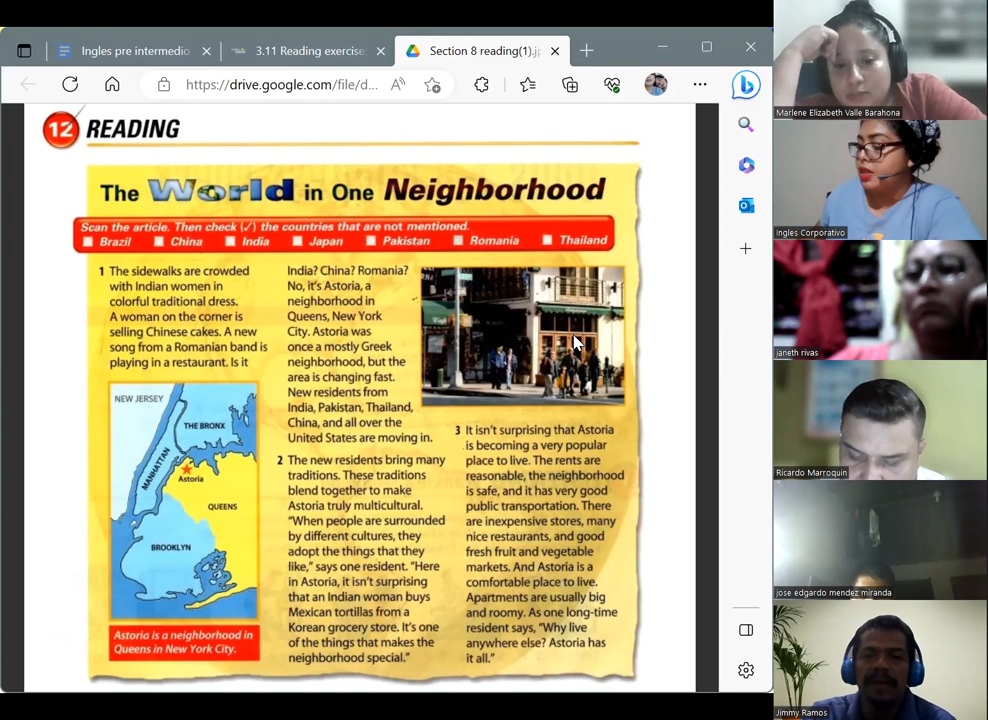 Ingles pre intermedio
3.11 Reading exercise.
Section 8 reading(1).jp
https://drive.google.com/file/d...
12 READING
The World in One Neighborhood
Scan the article. Then check (✓) the countries that are not mentioned.
Brazil China India Japan Pakistan Romania Thailand
1 The sidewalks are crowded
with Indian women in
colorful traditional dress.
A woman on the corner is
selling Chinese cakes. A new
song from a Romanian band is
playing in a restaurant. Is it
India? China? Romania?
No, it's Astoria, a
neighborhood in
Queens, New York
City. Astoria was
once a mostly Greek
neighborhood, but the
area is changing fast.
New residents from
India, Pakistan, Thailand,
China, and all over the
United States are moving in.
2 The new residents bring many
traditions. These traditions
blend together to make
Astoria truly multicultural.
"When people are surrounded
by different cultures, they
adopt the things that they
like," says one resident. "Here
in Astoria, it isn't surprising
that an Indian woman buys
Mexican tortillas from a
Korean grocery store. It's one
of the things that makes the
neighborhood special."
3 It isn't surprising that Astoria
is becoming a very popular
place to live. The rents are
reasonable, the neighborhood
is safe, and it has very good
public transportation. There
are inexpensive stores, many
nice restaurants, and good
fresh fruit and vegetable
markets. And Astoria is a
comfortable place to live.
Apartments are usually big
and roomy. As one long-time
resident says, "Why live
anywhere else? Astoria has
it all."
NEW JERSEY
THE BRONX
MANHATTAN
Astoria
QUEENS
BROOKLYN
Astoria is a neighborhood in
Queens in New York City.
Marlene Elizabeth Valle Barahona
Ingles Corporativo
janeth rivas
Ricardo Marroquin
jose edgardo mendez miranda
Jimmy Ramos